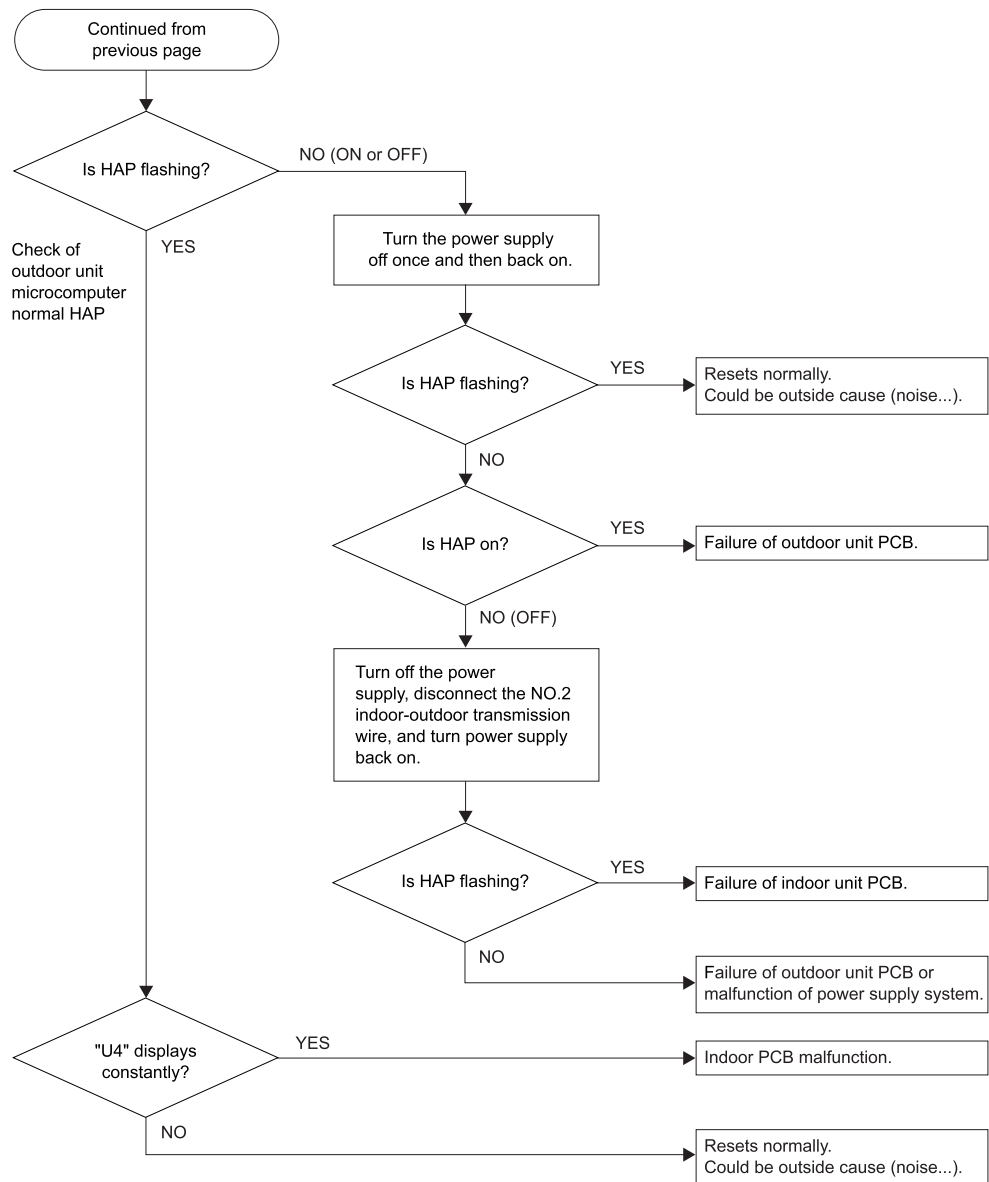 Continued from
previous page
Is HAP flashing?
NO (ON or OFF)
Check of
outdoor unit
microcomputer
normal HAP
YES
Turn the power supply
off once and then back on.
Is HAP flashing?
YES
Resets normally.
Could be outside cause (noise...).
NO
Is HAP on?
YES
Failure of outdoor unit PCB.
NO (OFF)
Turn off the power
supply, disconnect the NO.2
indoor-outdoor transmission
wire, and turn power supply
back on.
Is HAP flashing?
YES
Failure of indoor unit PCB.
NO
Failure of outdoor unit PCB or
malfunction of power supply system.
"U4" displays
constantly?
YES
Indoor PCB malfunction.
NO
Resets normally.
Could be outside cause (noise...).